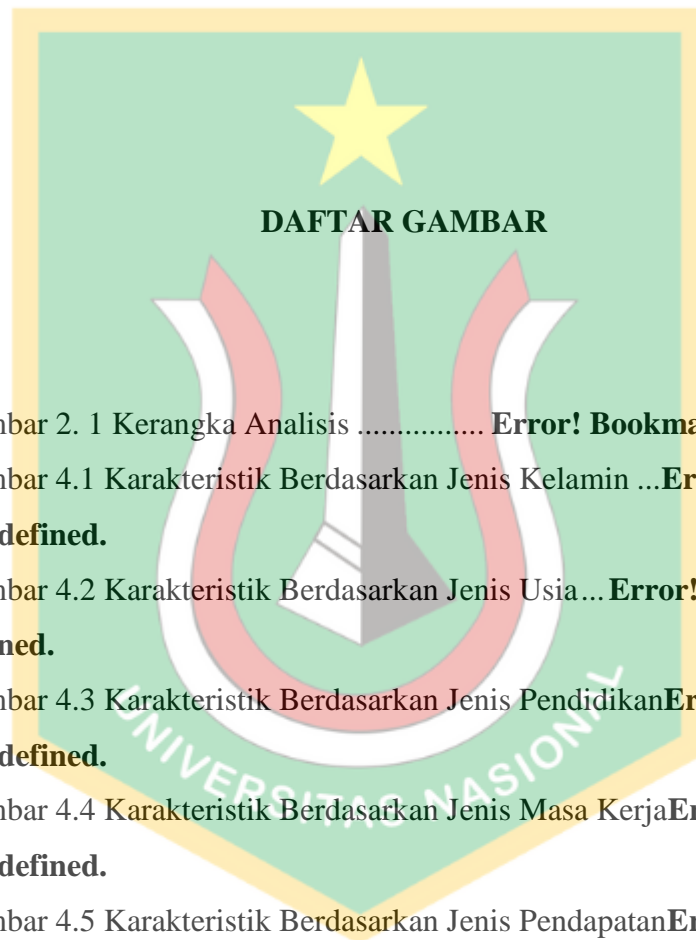 DAFTAR GAMBAR
mbar 2. 1 Kerangka Analisis ................ Error! Bookma
mbar 4.1 Karakteristik Berdasarkan Jenis Kelamin ...Er
defined.
mbar 4.2 Karakteristik Berdasarkan Jenis Usia... Error!
ned.
mbar 4.3 Karakteristik Berdasarkan Jenis PendidikanEr
defined.
mbar 4.4 Karakteristik Berdasarkan Jenis Masa KerjaEr
defined.
mbar 4.5 Karakteristik Berdasarkan Jenis PendapatanEr
UNIVERSITAS NASIONAL